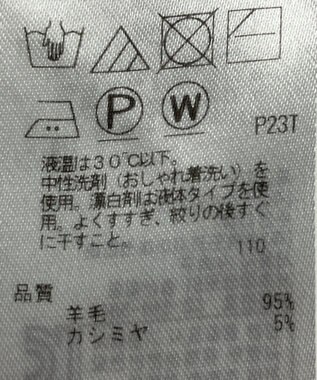 P
W
P23T
液温は30℃以下。
中性洗剤（おしゃれ着洗い）を
使用。漂白剤は液体タイプを使
用。よくすすぎ、絞りの後すぐ
に干すこと。
110
品質
羊毛 95%
カシミヤ 5%